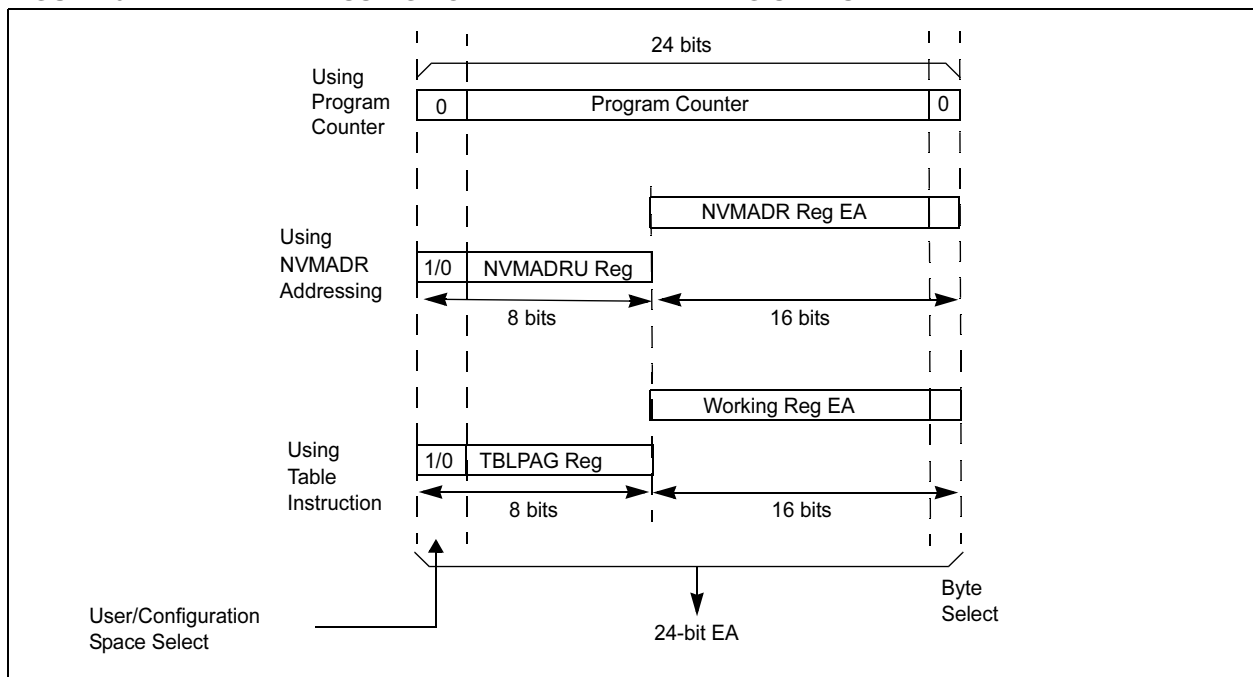 24 bits
Using
Program
Counter
0 Program Counter 0
NVMADR Reg EA
Using
NVMADR
Addressing
1/0 NVMADRU Reg
8 bits 16 bits
Working Reg EA
Using
Table
Instruction
1/0 TBLPAG Reg
8 bits 16 bits
User/Configuration
Space Select
24-bit EA
Byte
Select